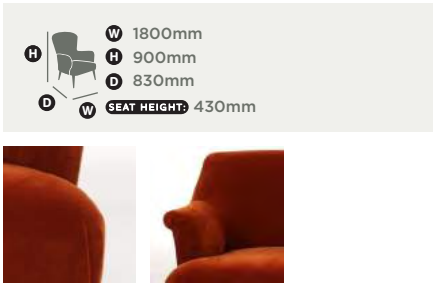 W 1800mm
H H 900mm
D 830mm
D W SEAT HEIGHT: 430mm